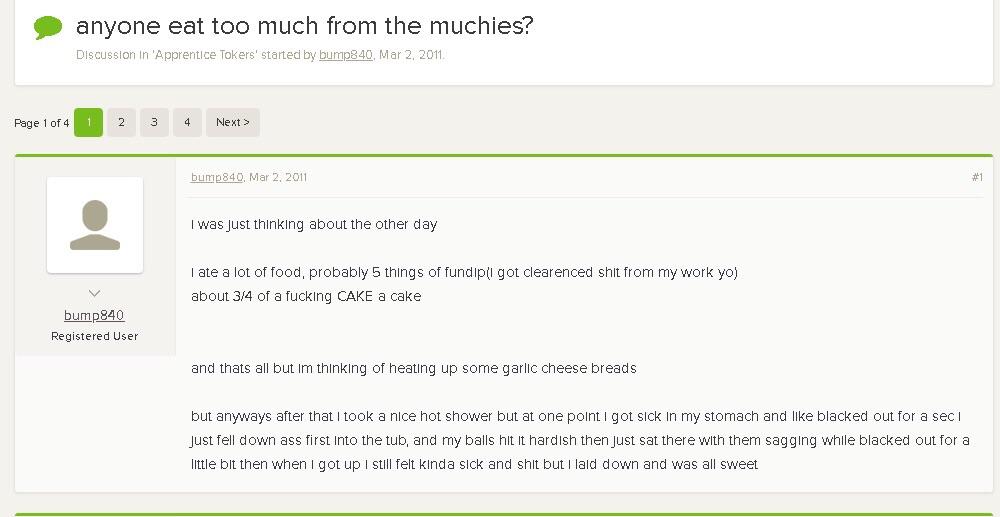 anyone eat too much from the muchies?
Discussion in 'Apprentice Tokers' started by bump840, Mar 2, 2011.
Page 1 of 4 1 2 3 4 Next >
bump840, Mar 2, 2011 #1
i was just thinking about the other day
i ate a lot of food, probably 5 things of fundip(i got clearenced shit from my work yo)
about 3/4 of a fucking CAKE a cake
bump840
Registered User
and thats all but im thinking of heating up some garlic cheese breads
but anyways after that i took a nice hot shower but at one point i got sick in my stomach and like blacked out for a sec i
just fell down ass first into the tub, and my balls hit it hardish then just sat there with them sagging while blacked out for a
little bit then when i got up i still felt kinda sick and shit but i laid down and was all sweet